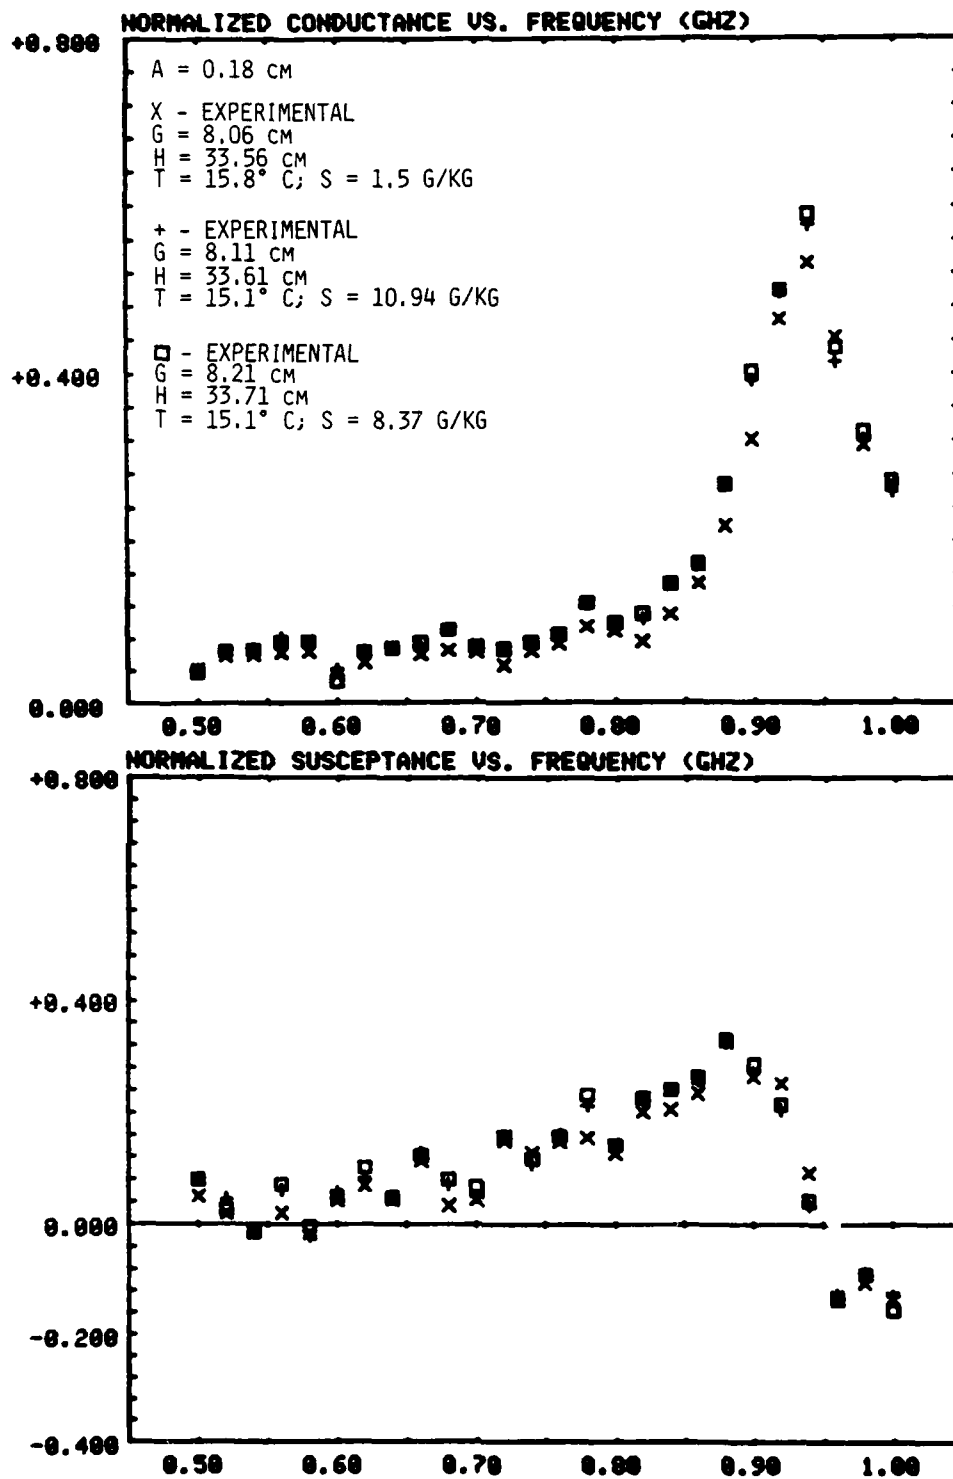 NORMALIZED CONDUCTANCE VS. FREQUENCY (GHZ)
+0.800
A = 0.18 CM
X - EXPERIMENTAL
G = 8.06 CM
H = 33.56 CM
T = 15.8° C; S = 1.5 G/KG
+ - EXPERIMENTAL
G = 8.11 CM
H = 33.61 CM
T = 15.1° C; S = 10.94 G/KG
□ - EXPERIMENTAL
G = 8.21 CM
H = 33.71 CM
T = 15.1° C; S = 8.37 G/KG
+0.400
0.000
0.50 0.60 0.70 0.80 0.90 1.00
NORMALIZED SUSCEPTANCE VS. FREQUENCY (GHZ)
+0.800
+0.400
0.000
-0.200
-0.400
0.50 0.60 0.70 0.80 0.90 1.00